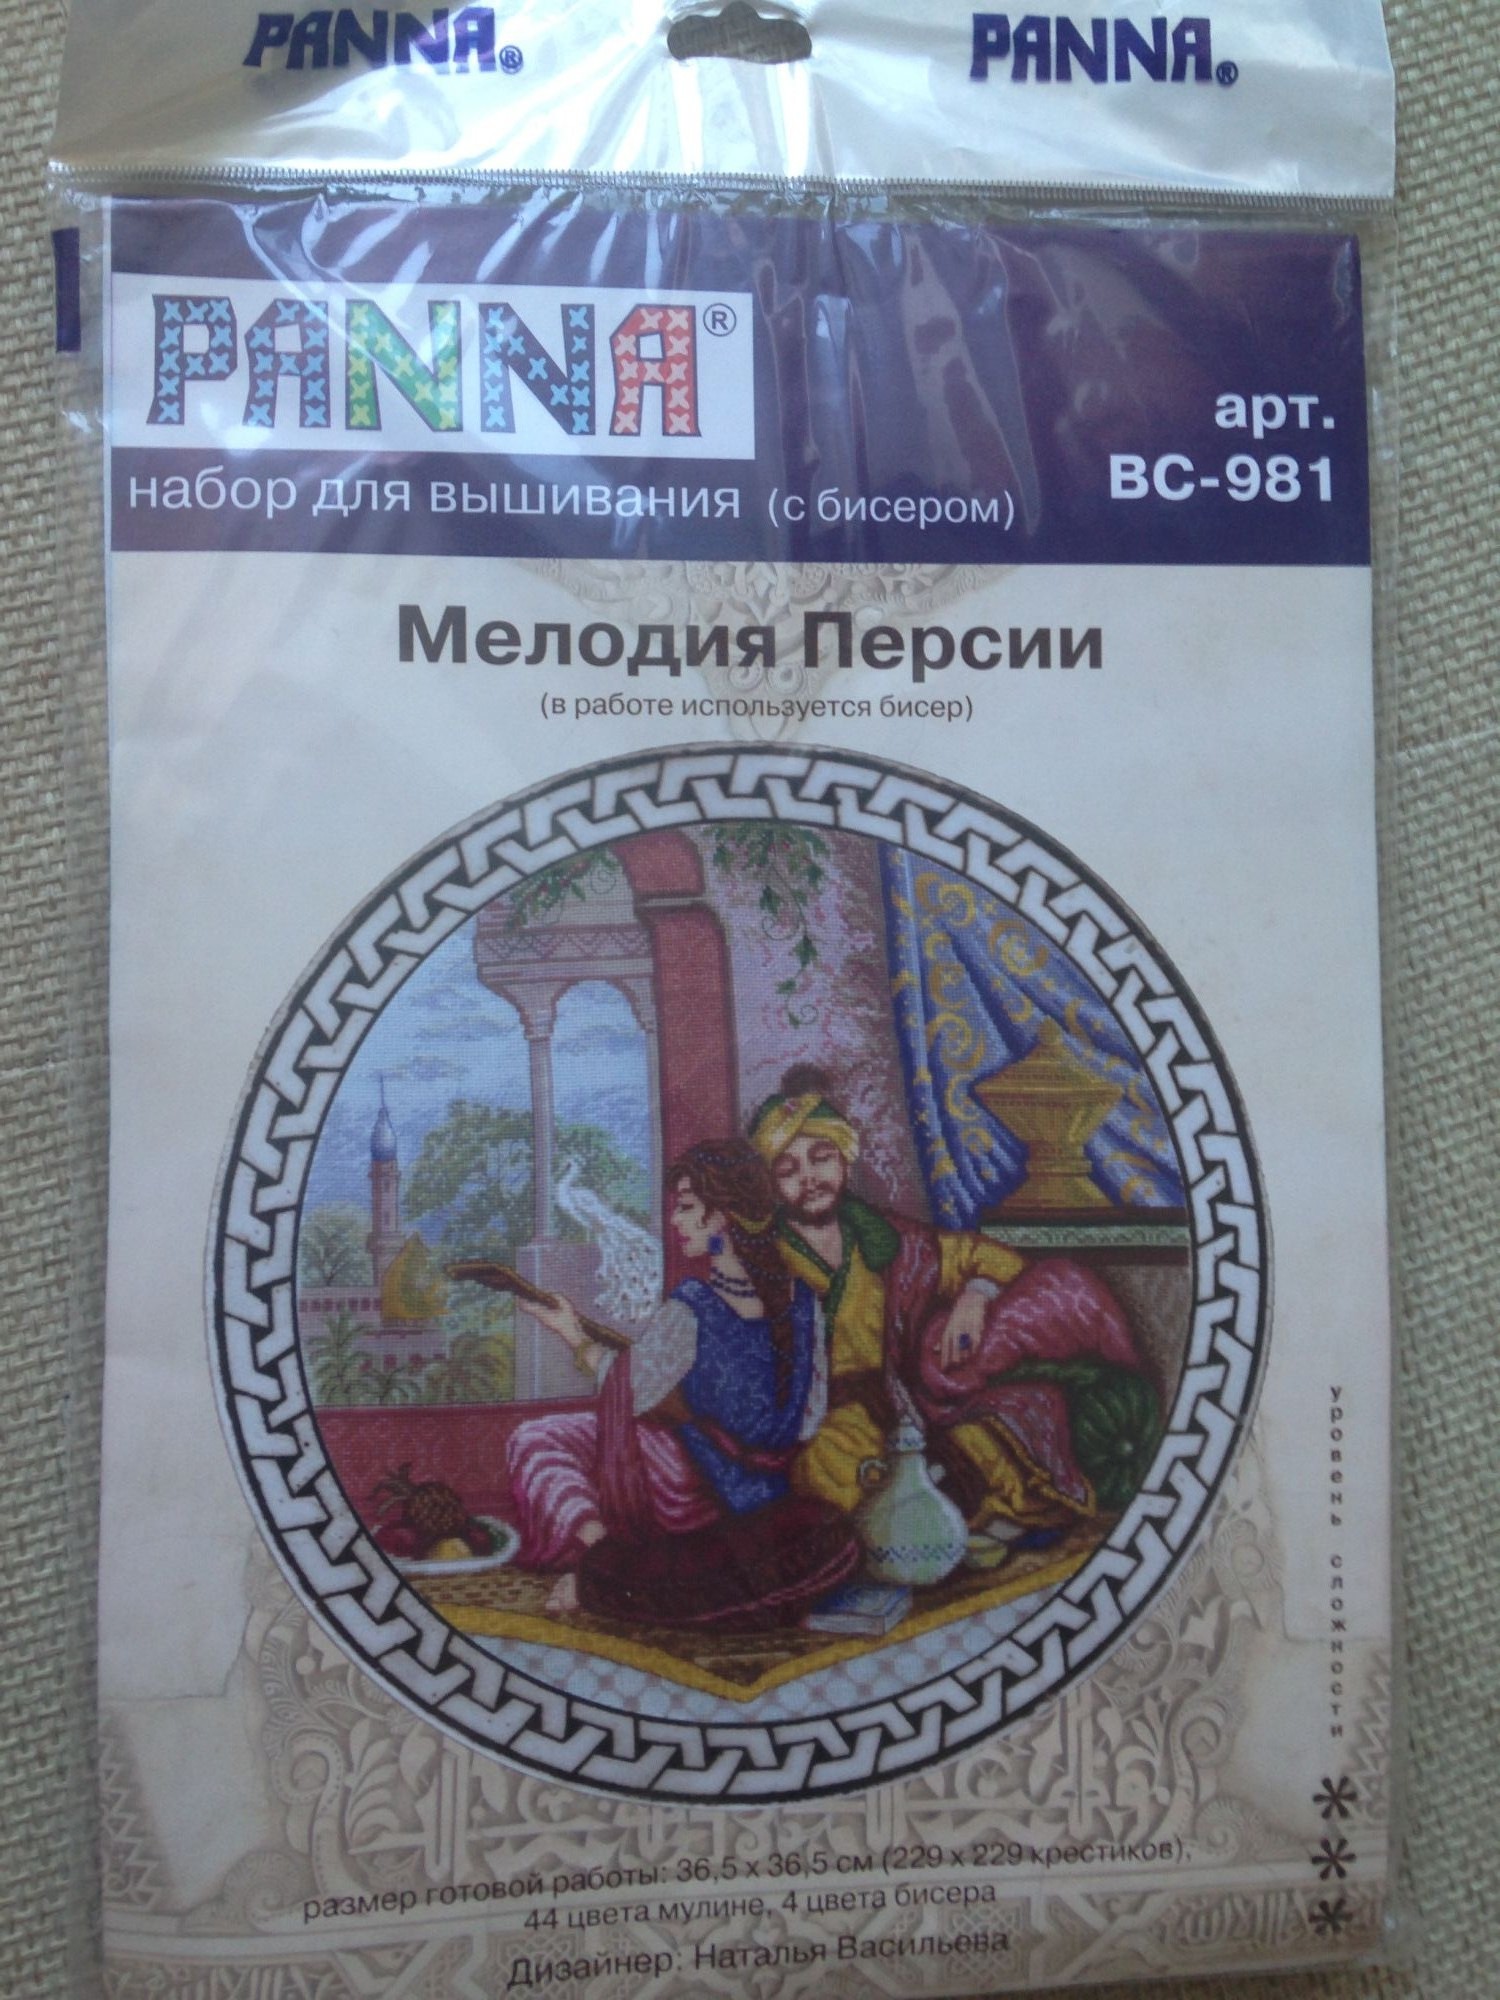 PANNA®
PANNA®
PANNA®
набор для вышивания (с бисером)
арт.
ВС-981
Мелодия Персии
(в работе используется бисер)
уровень сложности
***
размер готовой работы: 36,5 х 36,5 см (229 х 229 крестиков),
44 цвета мулине, 4 цвета бисера
Дизайнер: Наталья Васильева